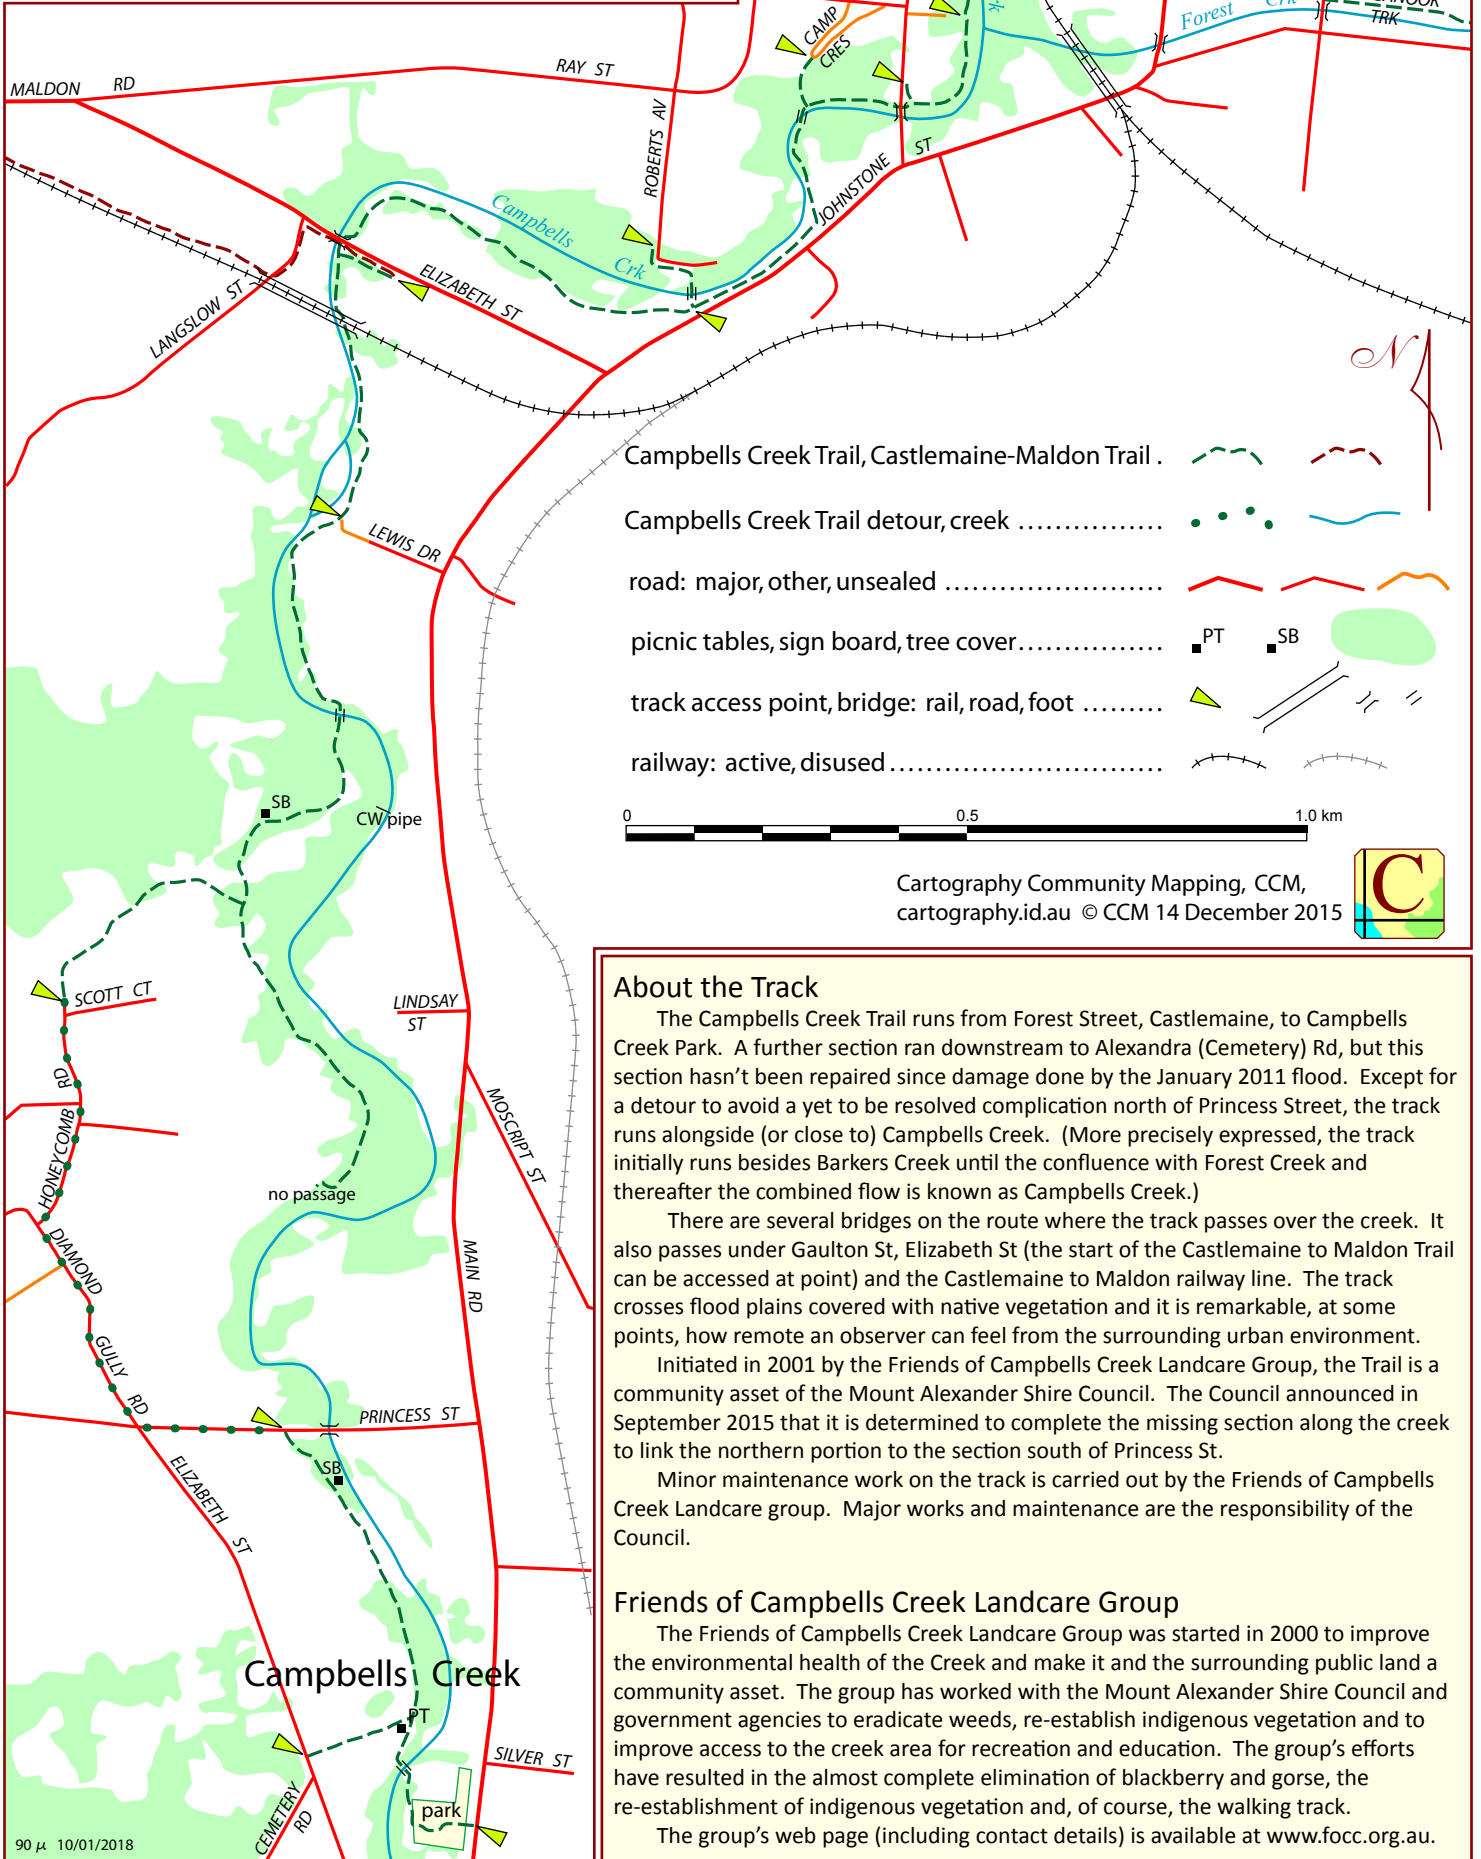 CAMP
CRES
Forest Crk
TRK
MALDON RD
RAY ST
ROBERTS AV
JOHNSTONE ST
Campbells
Crk
ELIZABETH ST
LANGSLOW ST
N
Campbells Creek Trail, Castlemaine-Maldon Trail .
Campbells Creek Trail detour, creek ................
road: major, other, unsealed ........................
picnic tables, sign board, tree cover................
PT
SB
track access point, bridge: rail, road, foot .........
railway: active, disused..............................
0 0.5 1.0 km
Cartography Community Mapping, CCM,
cartography.id.au © CCM 14 December 2015
C
LEWIS DR
SB
CW pipe
SCOTT CT
LINDSAY
ST
HONEYCOMB RD
MOSCRIPT ST
no passage
DIAMOND
GULLY
RD
MAIN RD
PRINCESS ST
SB
ELIZABETH ST
Campbells Creek
PT
SILVER ST
CEMETERY
RD
park
90 µ 10/01/2018
About the Track
The Campbells Creek Trail runs from Forest Street, Castlemaine, to Campbells
Creek Park. A further section ran downstream to Alexandra (Cemetery) Rd, but this
section hasn't been repaired since damage done by the January 2011 flood. Except for
a detour to avoid a yet to be resolved complication north of Princess Street, the track
runs alongside (or close to) Campbells Creek. (More precisely expressed, the track
initially runs besides Barkers Creek until the confluence with Forest Creek and
thereafter the combined flow is known as Campbells Creek.)
There are several bridges on the route where the track passes over the creek. It
also passes under Gaulton St, Elizabeth St (the start of the Castlemaine to Maldon Trail
can be accessed at point) and the Castlemaine to Maldon railway line. The track
crosses flood plains covered with native vegetation and it is remarkable, at some
points, how remote an observer can feel from the surrounding urban environment.
Initiated in 2001 by the Friends of Campbells Creek Landcare Group, the Trail is a
community asset of the Mount Alexander Shire Council. The Council announced in
September 2015 that it is determined to complete the missing section along the creek
to link the northern portion to the section south of Princess St.
Minor maintenance work on the track is carried out by the Friends of Campbells
Creek Landcare group. Major works and maintenance are the responsibility of the
Council.
Friends of Campbells Creek Landcare Group
The Friends of Campbells Creek Landcare Group was started in 2000 to improve
the environmental health of the Creek and make it and the surrounding public land a
community asset. The group has worked with the Mount Alexander Shire Council and
government agencies to eradicate weeds, re-establish indigenous vegetation and to
improve access to the creek area for recreation and education. The group's efforts
have resulted in the almost complete elimination of blackberry and gorse, the
re-establishment of indigenous vegetation and, of course, the walking track.
The group's web page (including contact details) is available at www.focc.org.au.